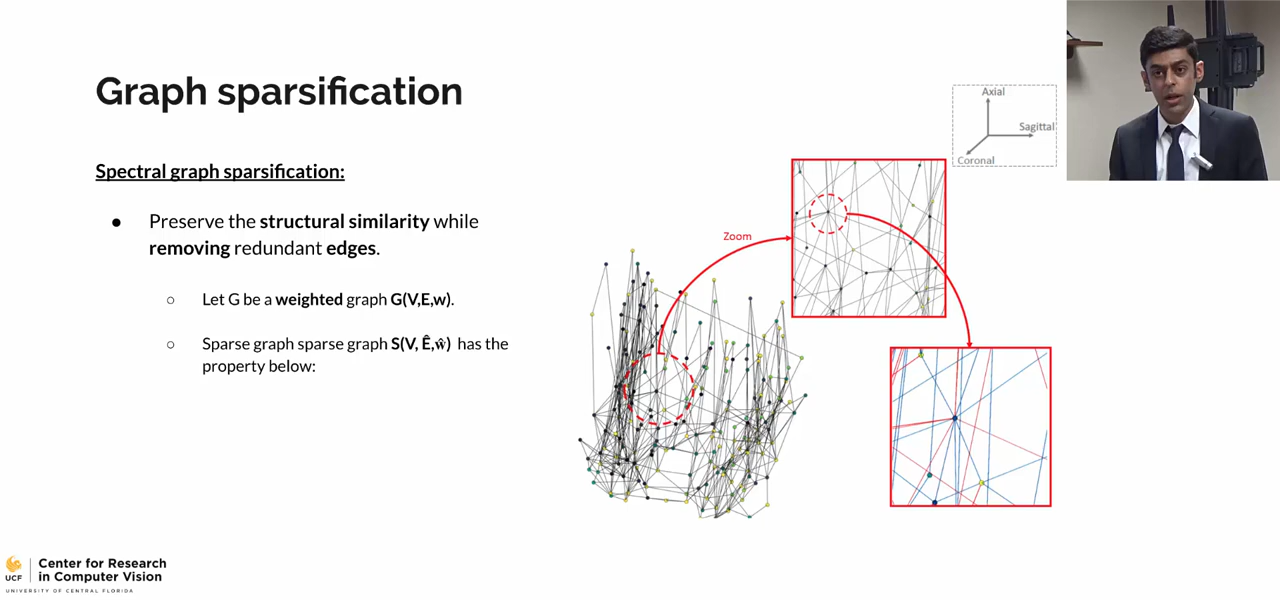 Graph sparsification
Spectral graph sparsification:
● Preserve the structural similarity while
removing redundant edges.
○ Let G be a weighted graph G(V,E,w).
○ Sparse graph sparse graph S(V, Ê,ŵ) has the
property below:
Axial
Sagittal
Coronal
Zoom
UCF
Center for Research
in Computer Vision
UNIVERSITY OF CENTRAL FLORIDA